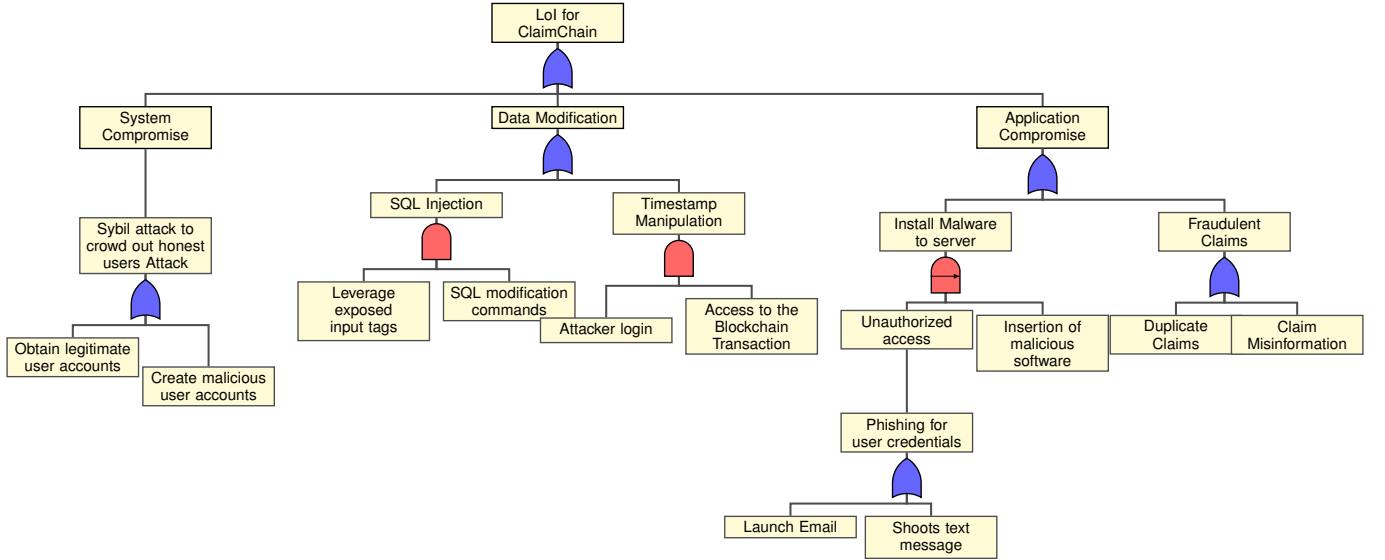 LoI for
ClaimChain
System
Compromise
Data Modification
Application
Compromise
SQL Injection
Timestamp
Manipulation
Install Malware
to server
Fraudulent
Claims
Sybil attack to
crowd out honest
users Attack
Leverage
exposed
input tags
SQL modification
commands
Attacker login
Access to the
Blockchain
Transaction
Unauthorized
access
Insertion of
malicious
software
Duplicate
Claims
Claim
Misinformation
Obtain legitimate
user accounts
Create malicious
user accounts
Phishing for
user credentials
Launch Email
Shoots text
message